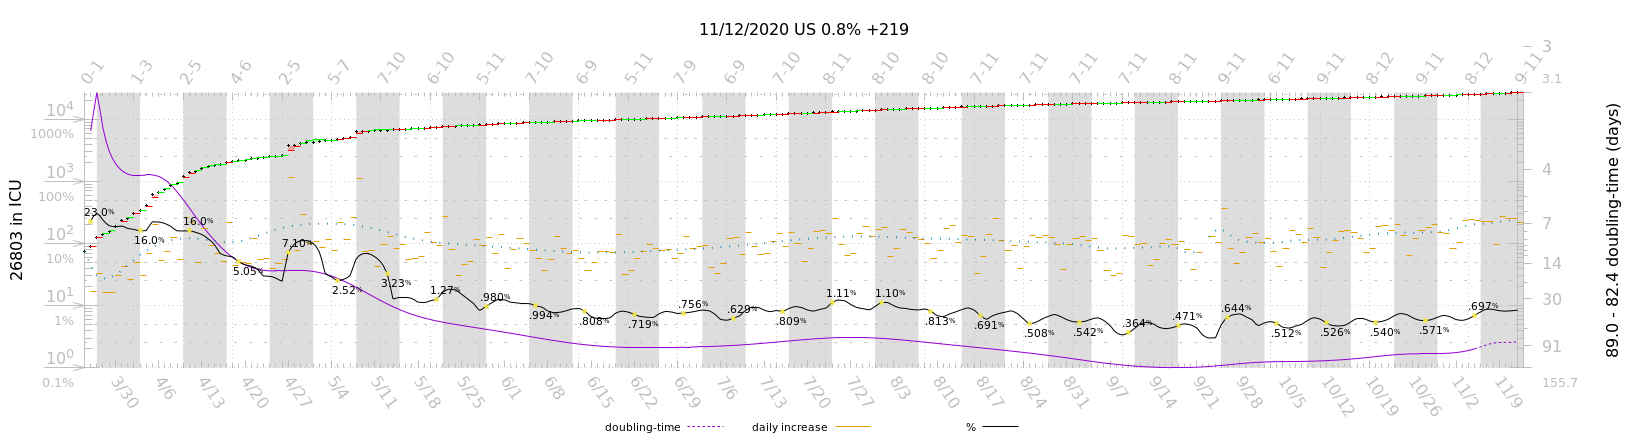 11/12/2020 US 0.8% +219
0-1 1-3 2-5 4-6 2-5 5-7 7-10 6-10 5-11 7-10 6-9 5-11 7-9 6-9 7-11 8-11 8-10 8-10 7-11 7-11 7-11 7-11 8-11 9-11 6-11 9-11 8-12 9-11 8-12 9-11
3
3.1
4
7
14
30
91
155.7
10^4
1000%
10^3
100%
10^2
10%
10^1
1%
10^0
0.1%
26803 in ICU
89.0 - 82.4 doubling-time (days)
23.0% 16.0% 16.0% 5.05% 7.10% 2.52% 3.23% 1.27% .980% .994% .808% .719% .756% .629% .809% 1.11% 1.10% .813% .691% .508% .542% .364% .471% .644% .512% .526% .540% .571% .697%
3/30 4/6 4/13 4/20 4/27 5/4 5/11 5/18 5/25 6/1 6/8 6/15 6/22 6/29 7/6 7/13 7/20 7/27 8/3 8/10 8/17 8/24 8/31 9/7 9/14 9/21 9/28 10/5 10/12 10/19 10/26 11/2 11/9
doubling-time daily increase %